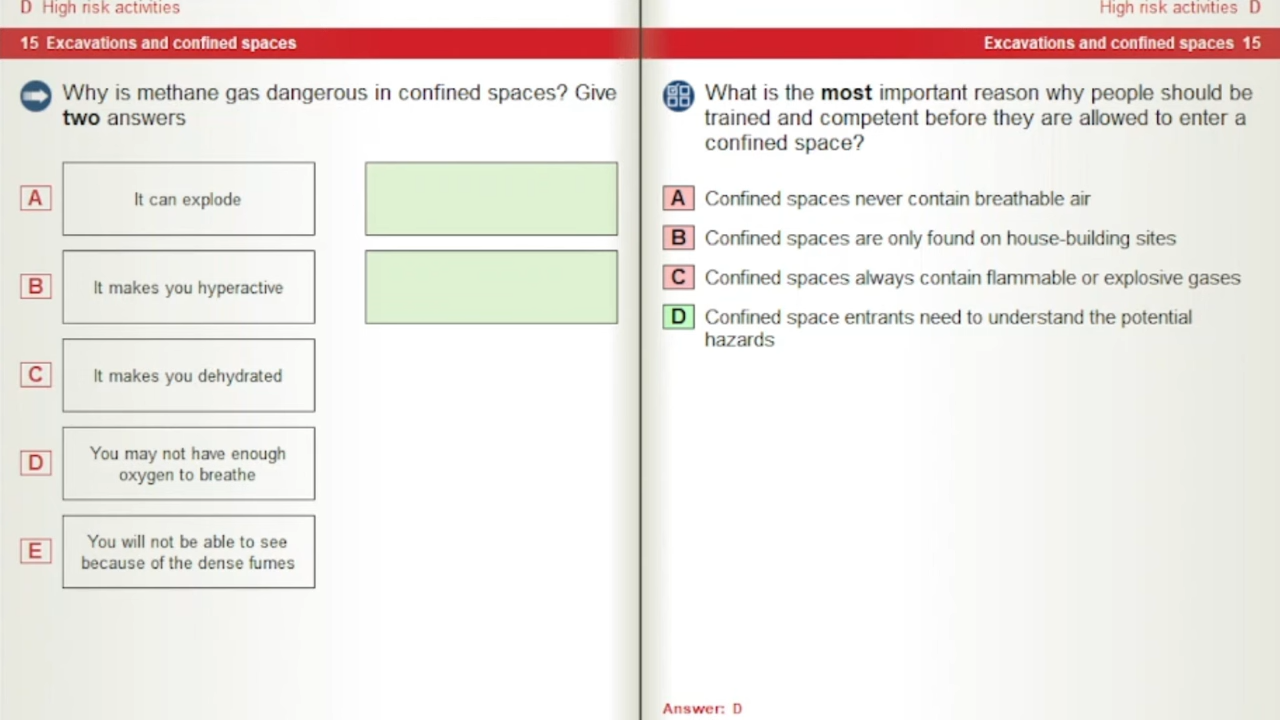 D High risk activities
15 Excavations and confined spaces
Why is methane gas dangerous in confined spaces? Give
two answers
A It can explode
B It makes you hyperactive
C It makes you dehydrated
D You may not have enough
oxygen to breathe
E You will not be able to see
because of the dense fumes
High risk activities D
Excavations and confined spaces 15
What is the most important reason why people should be
trained and competent before they are allowed to enter a
confined space?
A Confined spaces never contain breathable air
B Confined spaces are only found on house-building sites
C Confined spaces always contain flammable or explosive gases
D Confined space entrants need to understand the potential
hazards
Answer: D